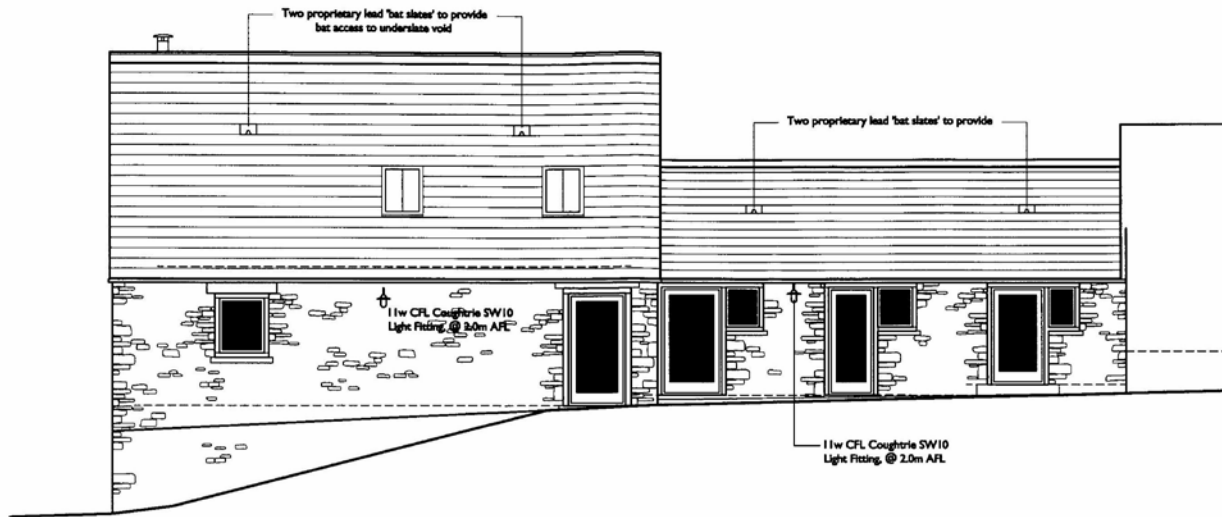 Two proprietary lead 'bat slates' to provide
bat access to underslate void
Two proprietary lead 'bat slates' to provide
11w CFL Coughtrie SW10
Light Fitting, @ 2.0m AFL
11w CFL Coughtrie SW10
Light Fitting, @ 2.0m AFL